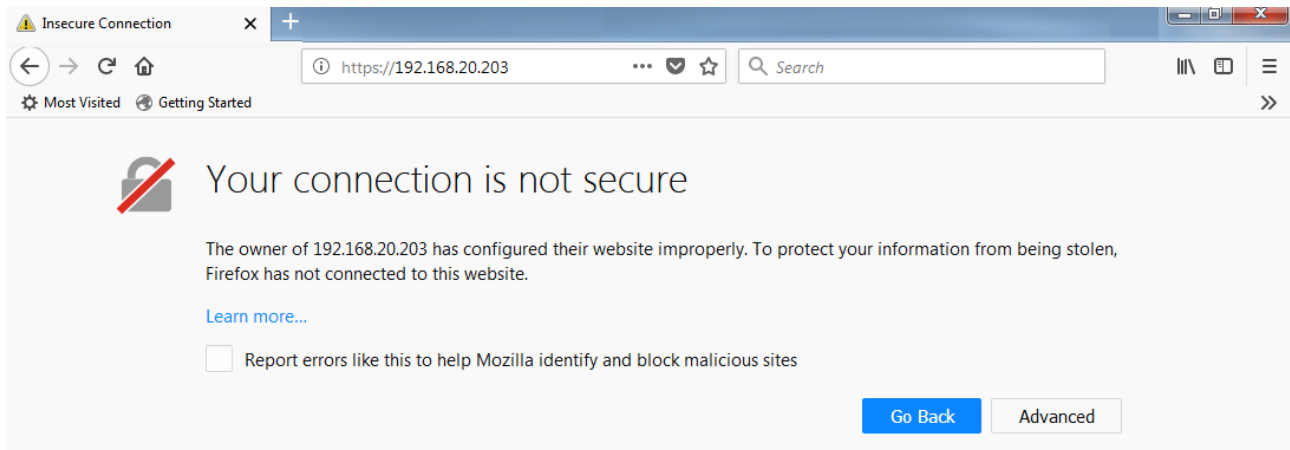 Insecure Connection
https://192.168.20.203
Search
Most Visited Getting Started
Your connection is not secure
The owner of 192.168.20.203 has configured their website improperly. To protect your information from being stolen,
Firefox has not connected to this website.
Learn more...
Report errors like this to help Mozilla identify and block malicious sites
Go Back Advanced